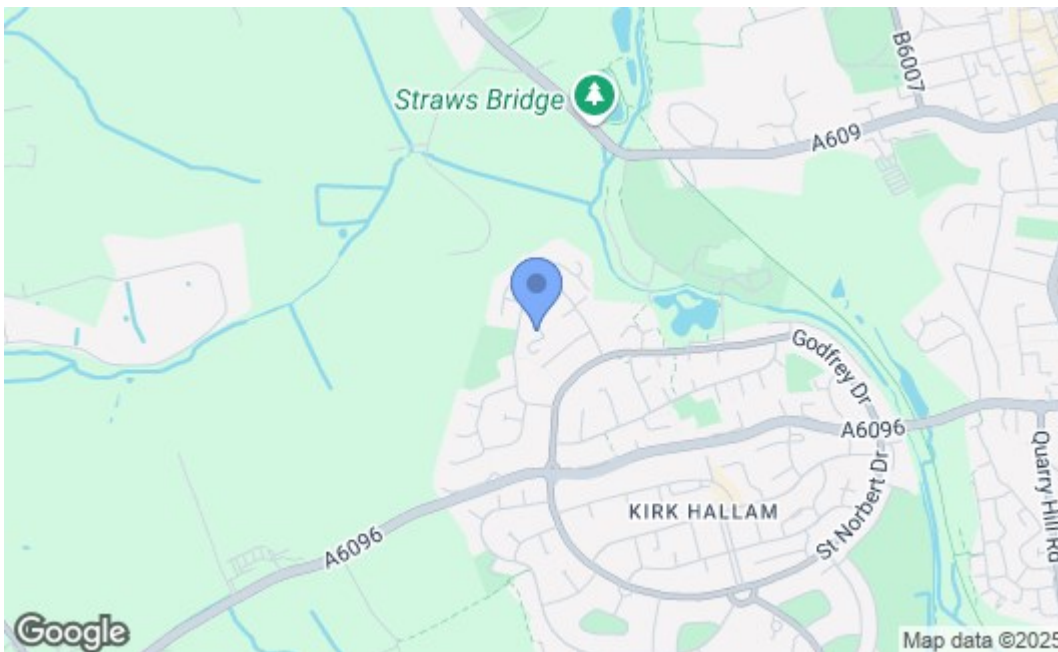 B6007
Straws Bridge
A609
Godfrey Dr
A6096
Quarry Hill Rd
KIRK HALLAM
St Norbert Dr
A6096
Google
Map data ©2025